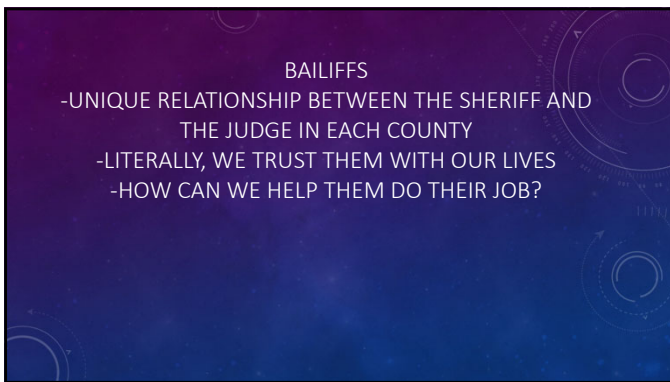 BAILIFFS
-UNIQUE RELATIONSHIP BETWEEN THE SHERIFF AND
THE JUDGE IN EACH COUNTY
-LITERALLY, WE TRUST THEM WITH OUR LIVES
-HOW CAN WE HELP THEM DO THEIR JOB?